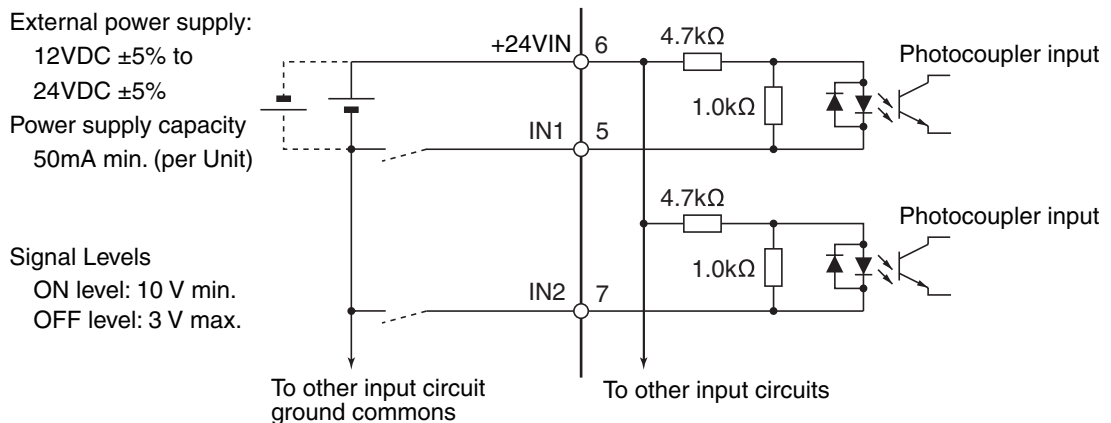 External power supply:
12VDC ±5% to
24VDC ±5%
Power supply capacity
50mA min. (per Unit)
Signal Levels
ON level: 10 V min.
OFF level: 3 V max.
+24VIN 6
4.7kΩ
Photocoupler input
1.0kΩ
IN1 5
4.7kΩ
Photocoupler input
1.0kΩ
IN2 7
To other input circuit
ground commons
To other input circuits